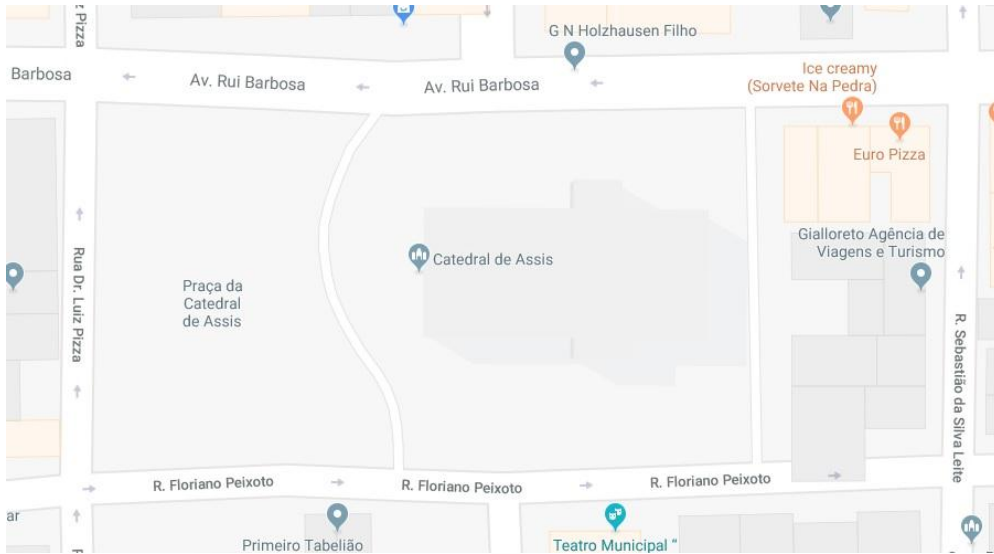 Pizza
G N Holzhausen Filho
Barbosa
Av. Rui Barbosa
Av. Rui Barbosa
Ice creamy
(Sorvete Na Pedra)
Euro Pizza
Gialloreto Agência de
Viagens e Turismo
Catedral de Assis
Praça da
Catedral
de Assis
Rua Dr. Luiz Pizza
R. Sebastião da Silva Leite
R. Floriano Peixoto
R. Floriano Peixoto
R. Floriano Peixoto
ar
Primeiro Tabelião
Teatro Municipal "